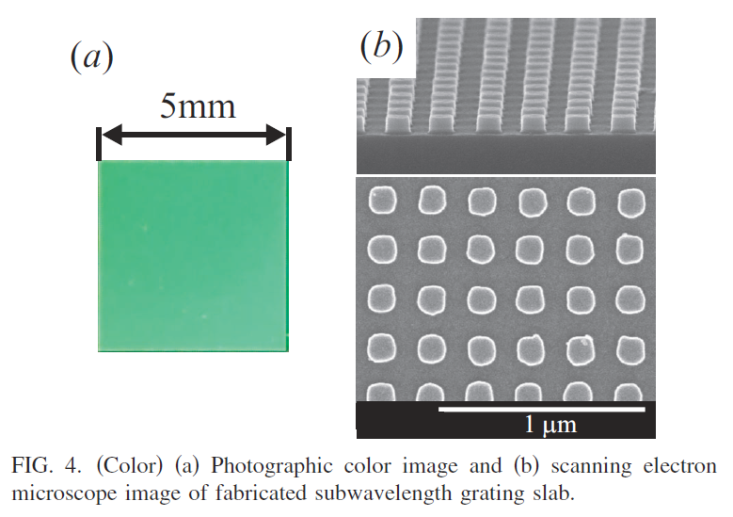 (a)
(b)
5mm
1 μm
FIG. 4. (Color) (a) Photographic color image and (b) scanning electron
microscope image of fabricated subwavelength grating slab.